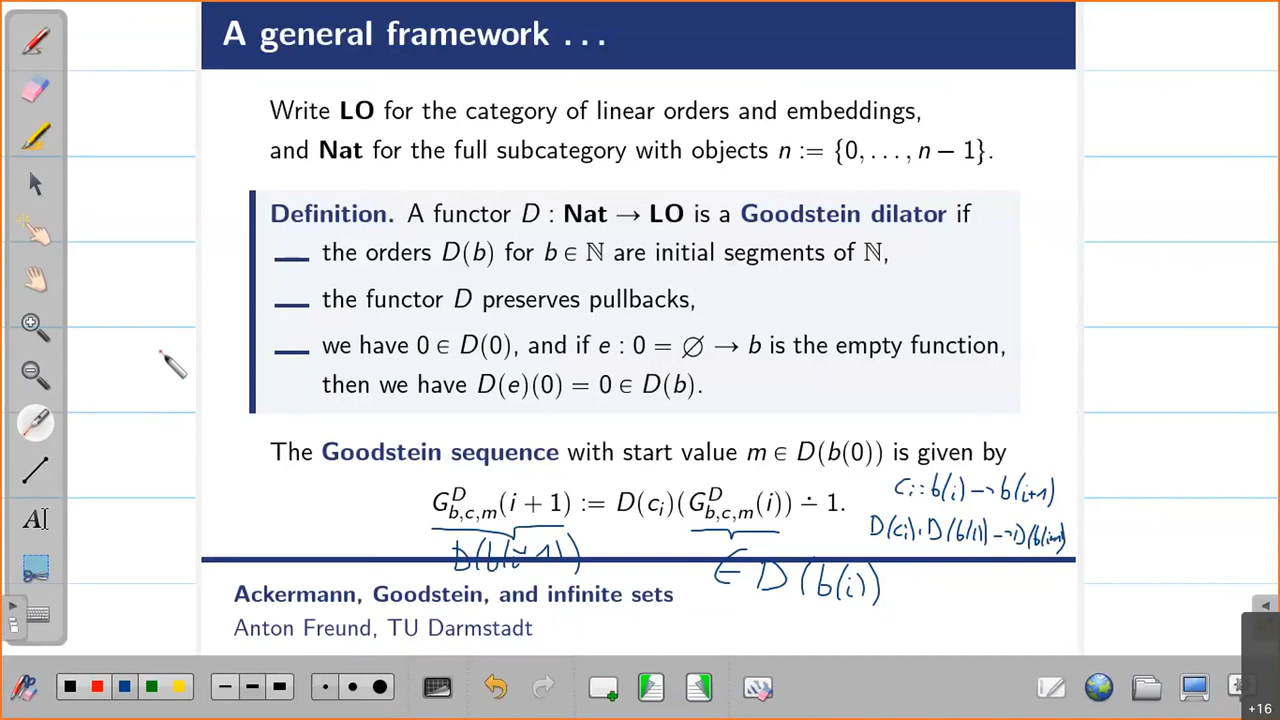 A general framework . . .
Write LO for the category of linear orders and embeddings,
and Nat for the full subcategory with objects n := {0, . . . , n − 1}.
Definition. A functor D : Nat → LO is a Goodstein dilator if
the orders D(b) for b ∈ ℕ are initial segments of ℕ,
the functor D preserves pullbacks,
we have 0 ∈ D(0), and if e : 0 = ∅ → b is the empty function,
then we have D(e)(0) = 0 ∈ D(b).
The Goodstein sequence with start value m ∈ D(b(0)) is given by
G^D_{b,c,m}(i + 1) := D(c_i)(G^D_{b,c,m}(i)) ∸ 1.
c_i : b(i) → b(i+1)
D(c_i) : D(b(i)) → D(b(i+1))
D(b(i+1))
∈ D(b(i))
Ackermann, Goodstein, and infinite sets
Anton Freund, TU Darmstadt
A
+16